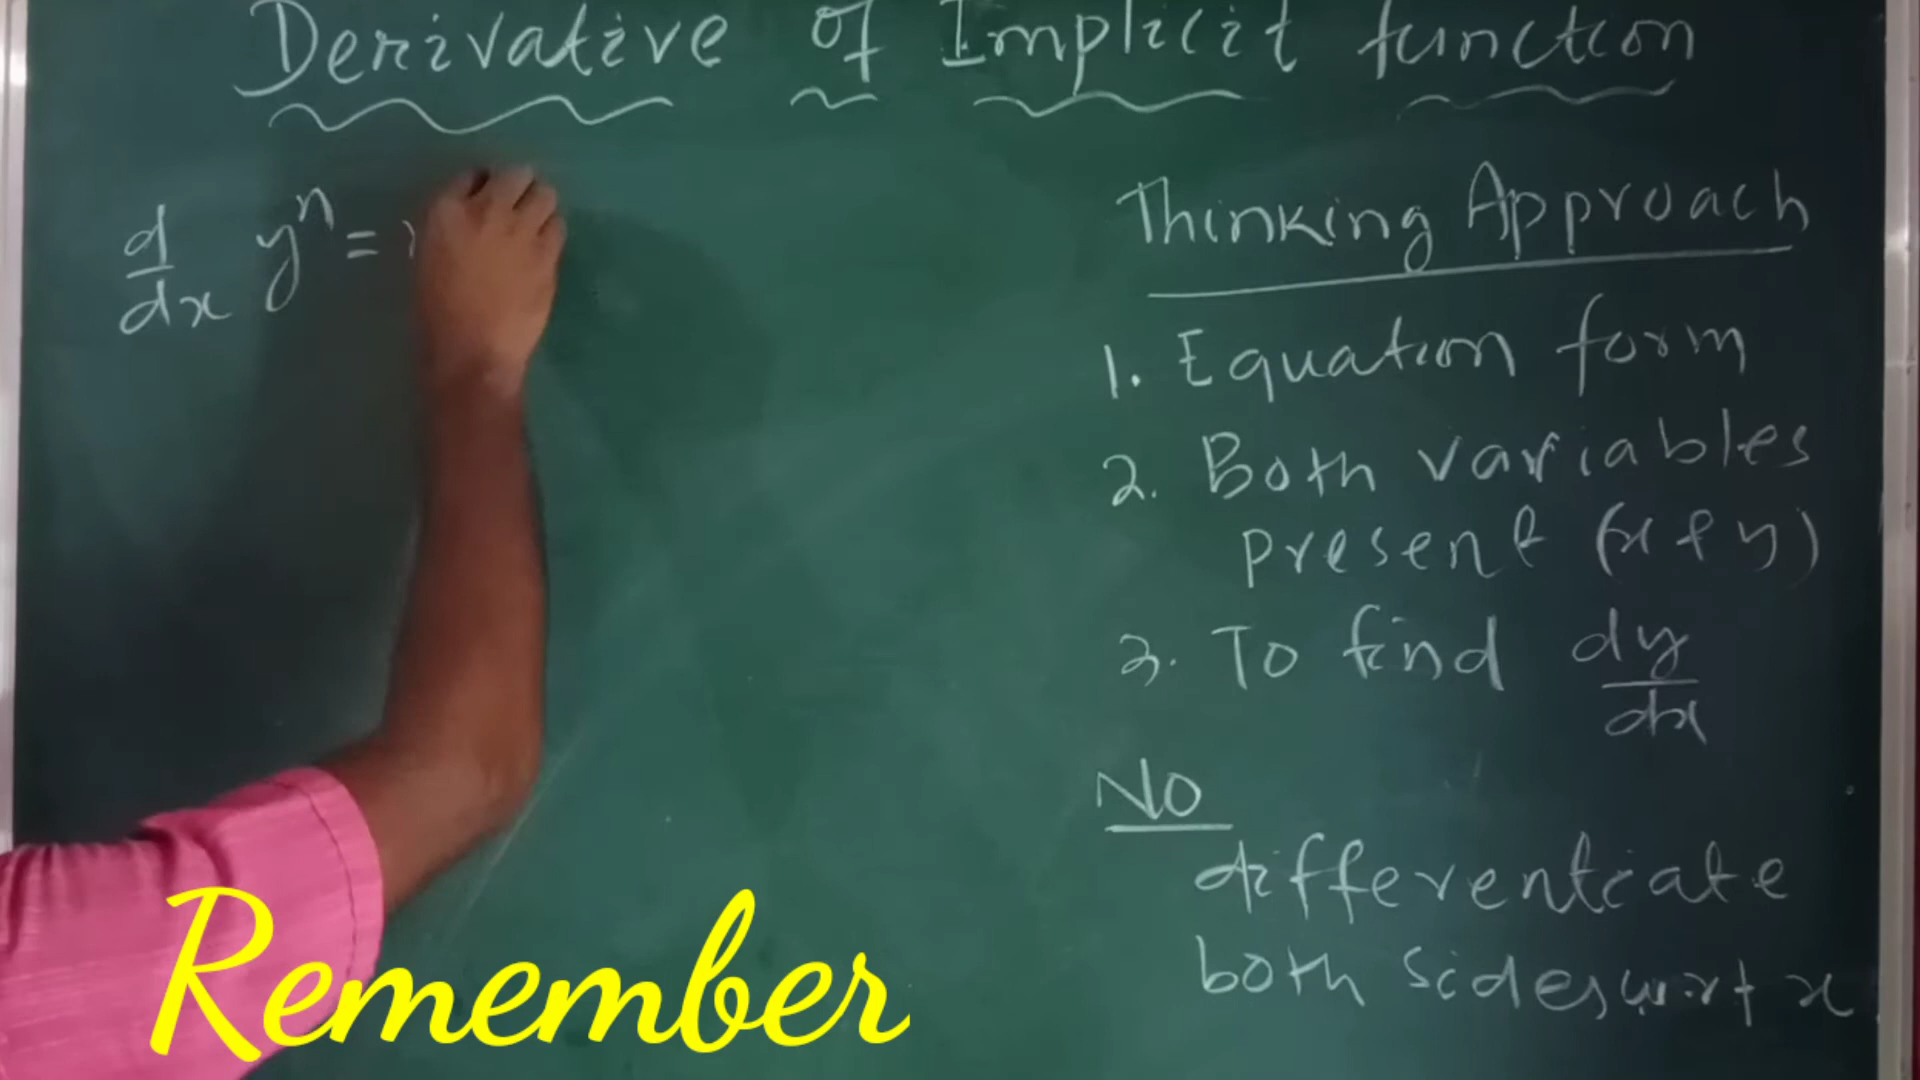 Derivative of Implicit function
d/dx y^n =
Thinking Approach
1. Equation form
2. Both variables
present (x & y)
3. To find dy/dx
No
differentiate
both sides w.r.t x
Remember